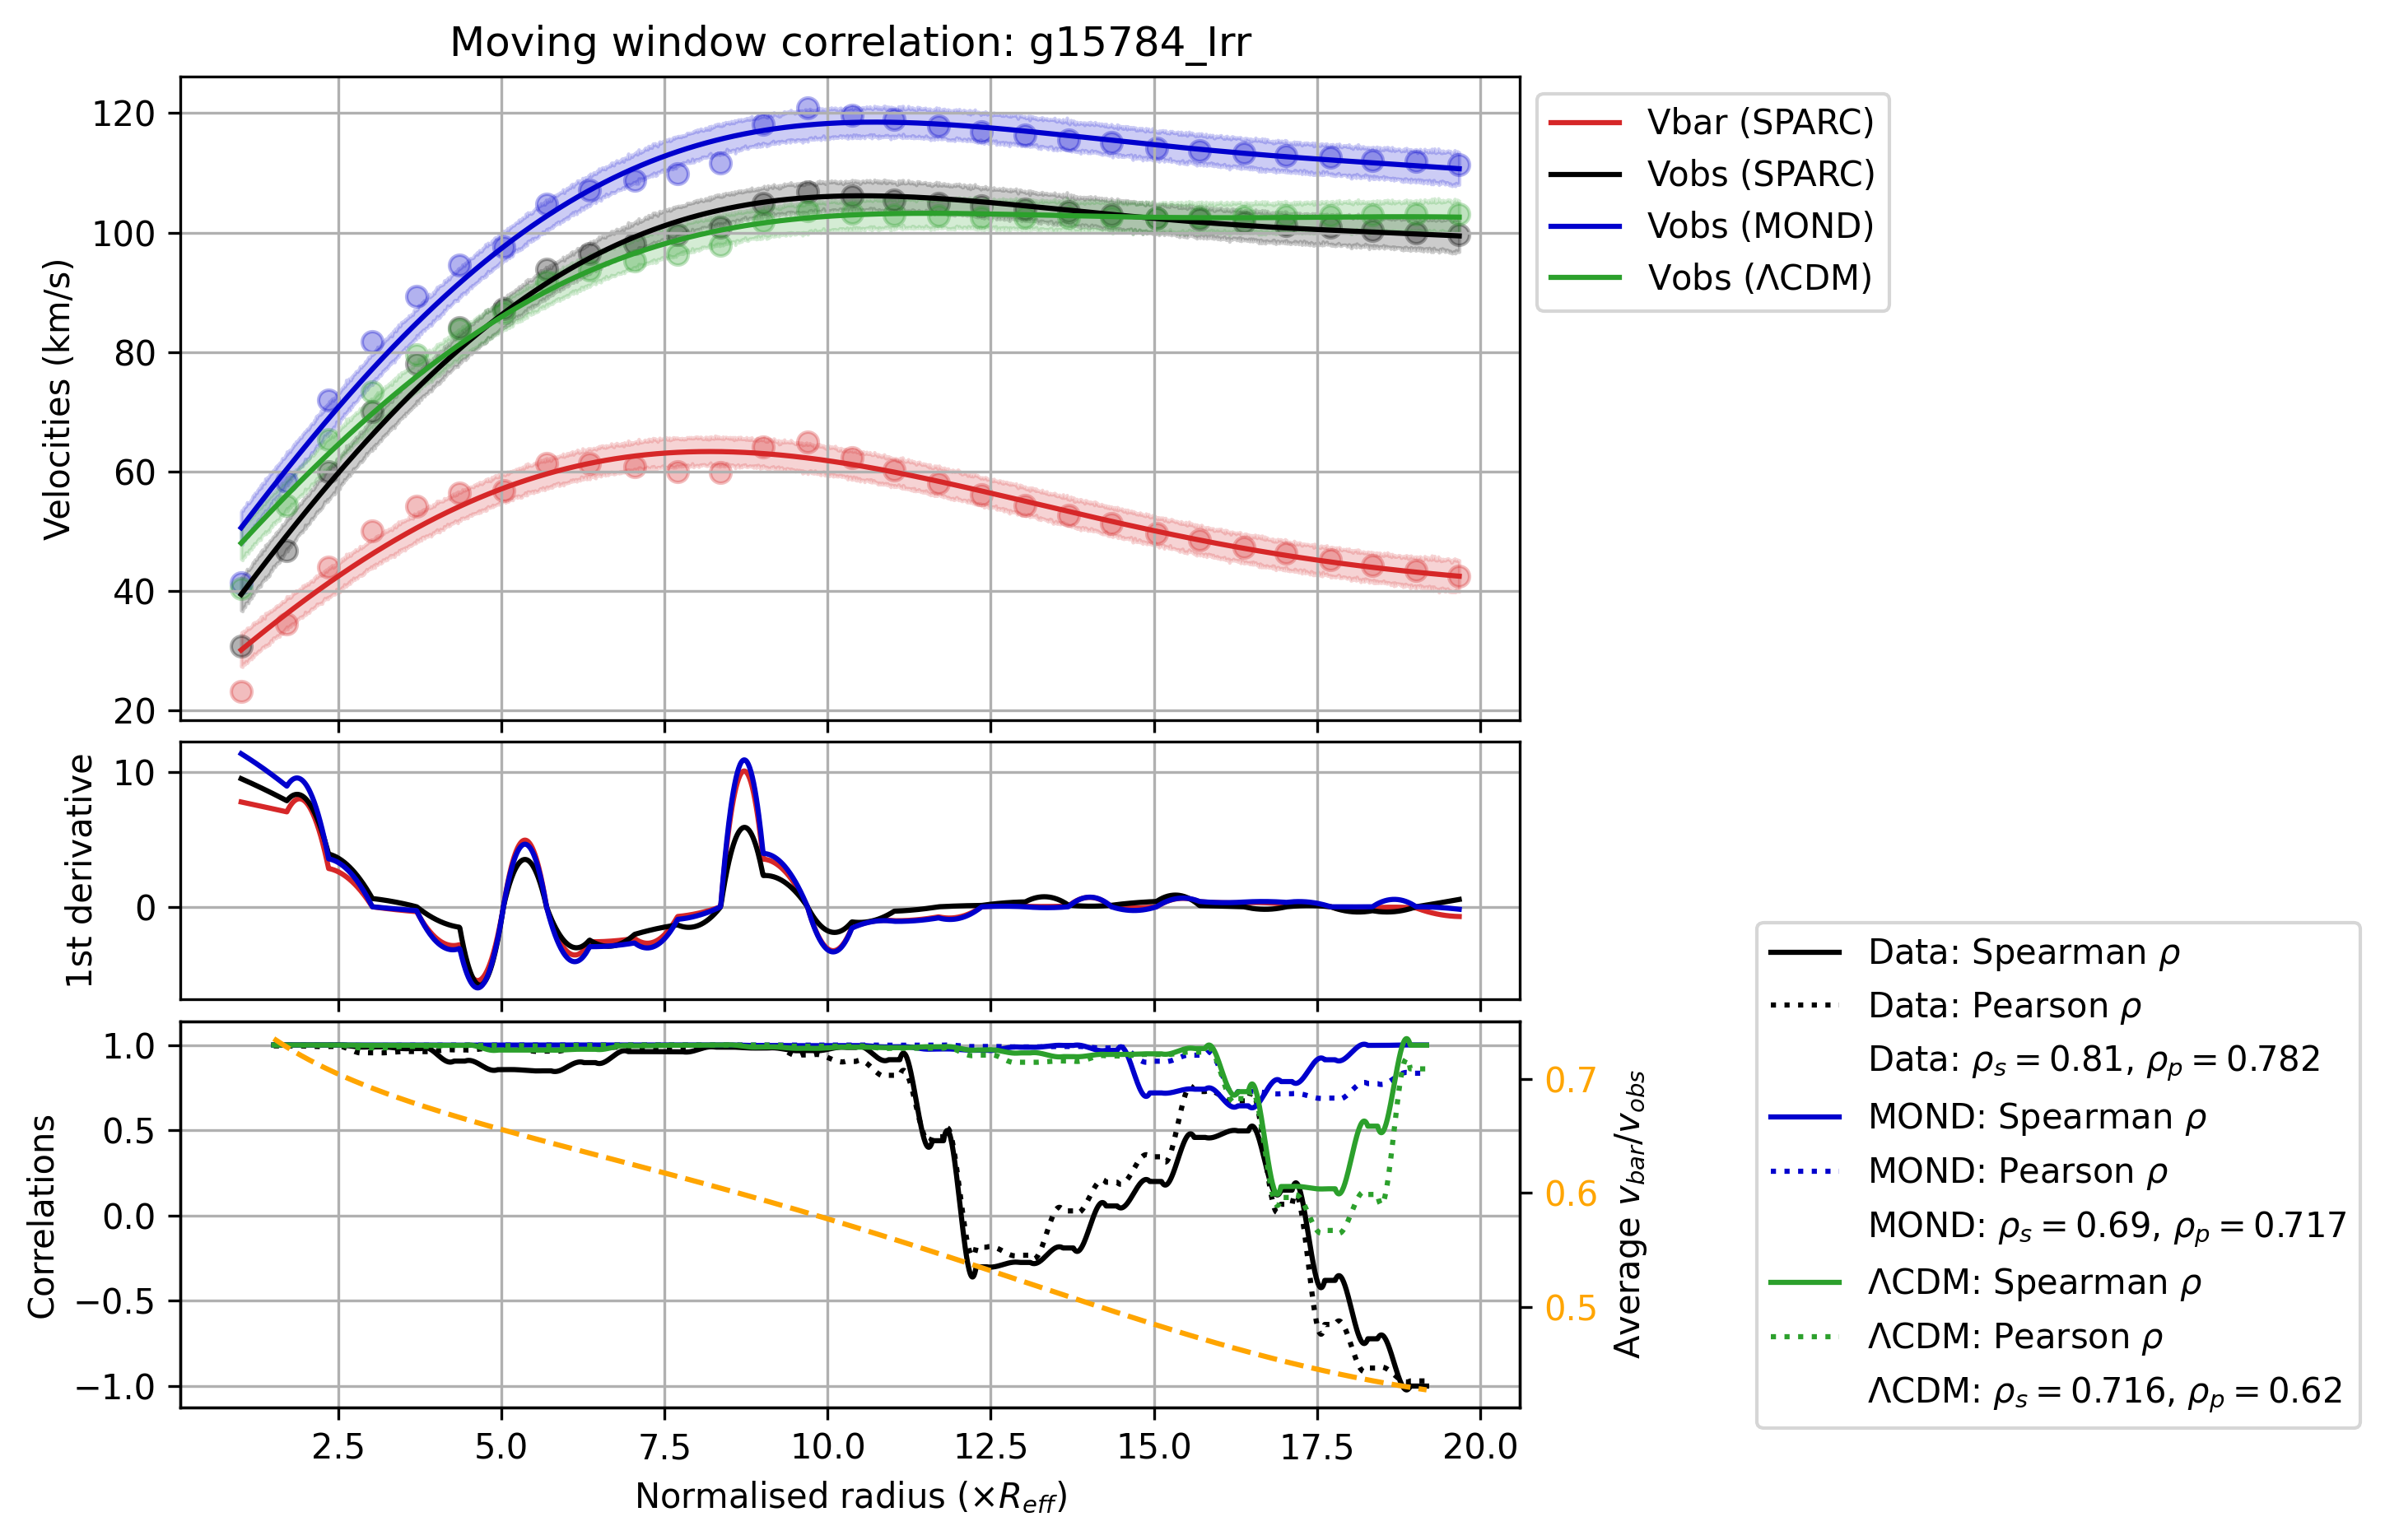 Moving window correlation: g15784_Irr
120
100
80
60
40
20
Velocities (km/s)
Vbar (SPARC)
Vobs (SPARC)
Vobs (MOND)
Vobs (ΛCDM)
10
0
1st derivative
1.0
0.5
0.0
−0.5
−1.0
Correlations
0.7
0.6
0.5
Average v_bar/v_obs
2.5 5.0 7.5 10.0 12.5 15.0 17.5 20.0
Normalised radius (×R_eff)
Data: Spearman ρ
Data: Pearson ρ
Data: ρ_s = 0.81, ρ_p = 0.782
MOND: Spearman ρ
MOND: Pearson ρ
MOND: ρ_s = 0.69, ρ_p = 0.717
ΛCDM: Spearman ρ
ΛCDM: Pearson ρ
ΛCDM: ρ_s = 0.716, ρ_p = 0.62